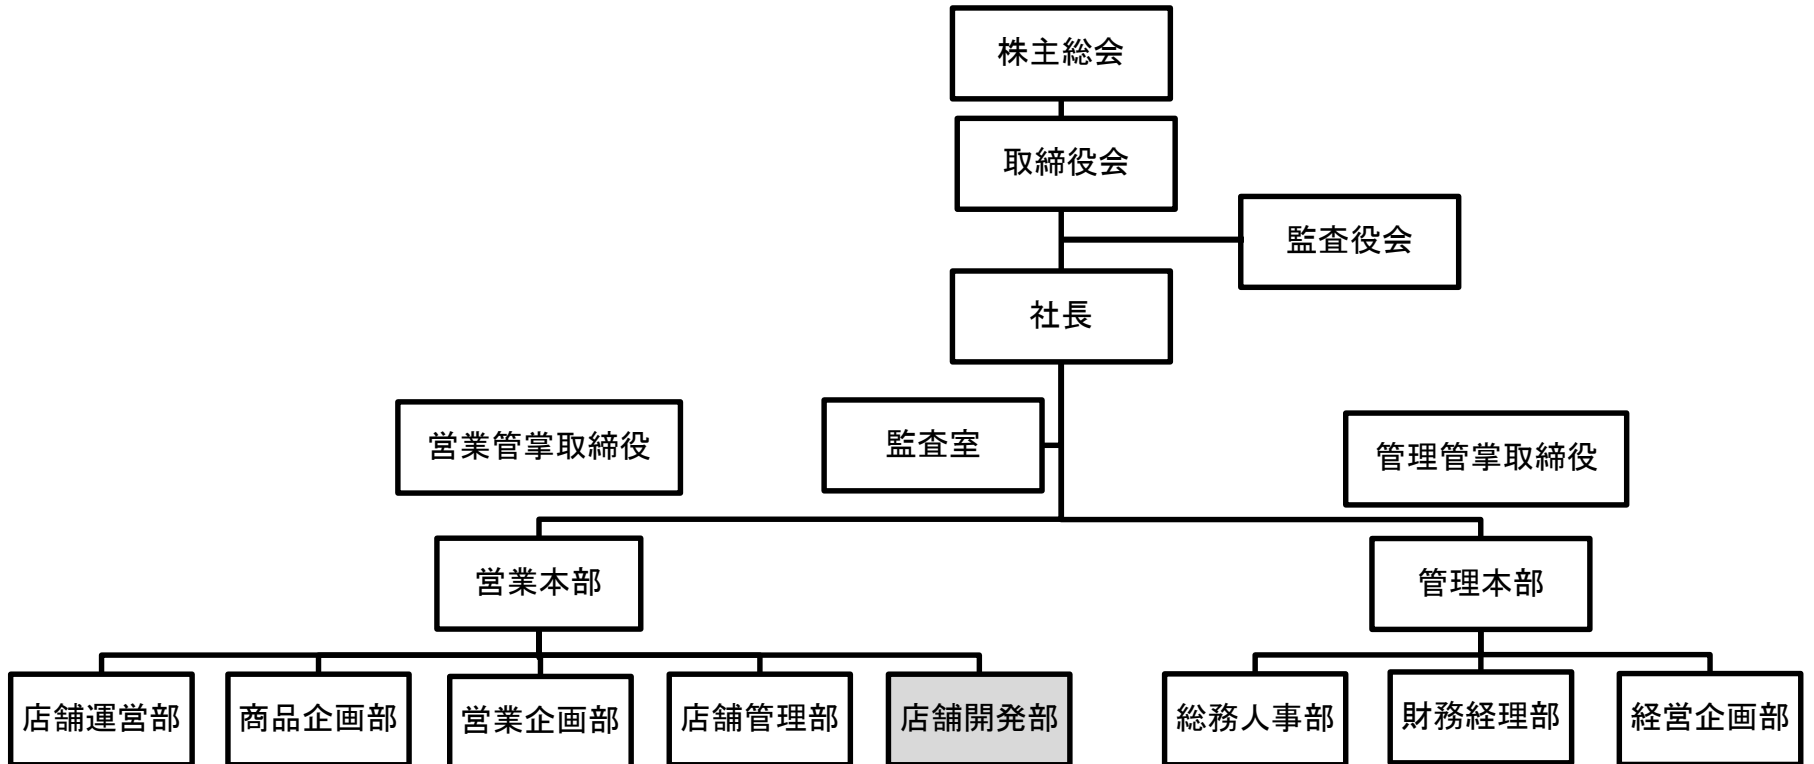 株主総会
取締役会
監査役会
社長
営業管掌取締役
監査室
管理管掌取締役
営業本部
管理本部
店舗運営部
商品企画部
営業企画部
店舗管理部
店舗開発部
総務人事部
財務経理部
経営企画部